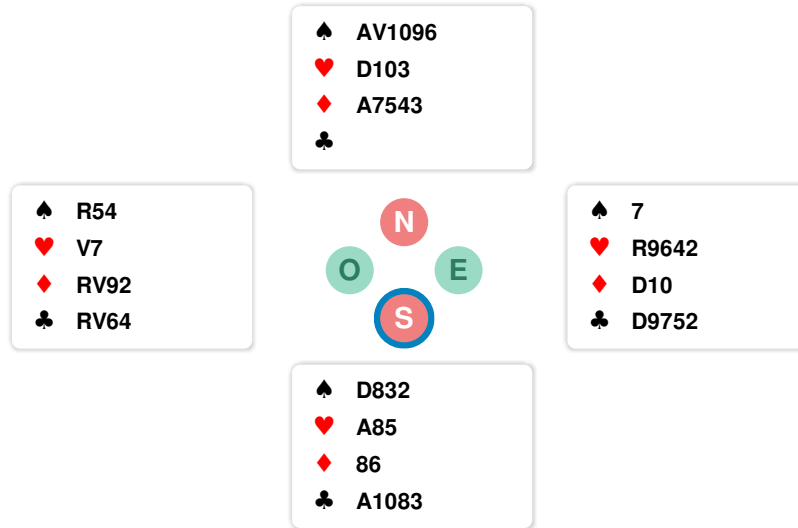 ♠ AV1096
♥ D103
♦ A7543
♣
♠ R54
♥ V7
♦ RV92
♣ RV64
N
O E
S
♠ 7
♥ R9642
♦ D10
♣ D9752
♠ D832
♥ A85
♦ 86
♣ A1083